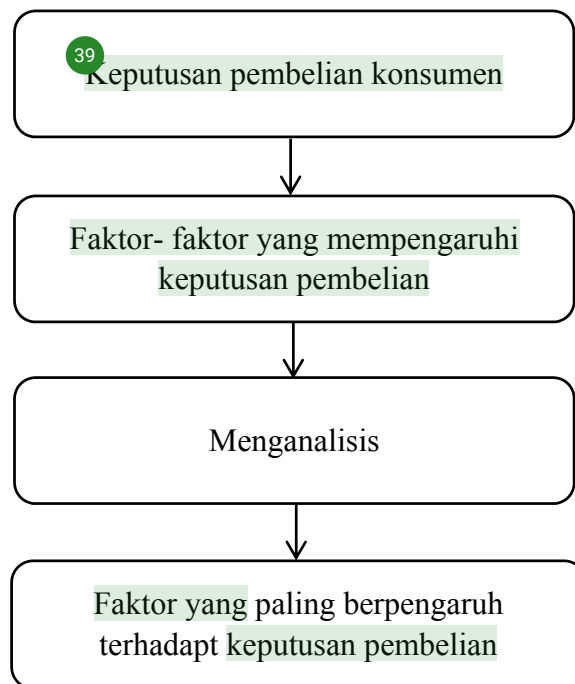 39
Keputusan pembelian konsumen
Faktor- faktor yang mempengaruhi
keputusan pembelian
Menganalisis
Faktor yang paling berpengaruh
terhadapt keputusan pembelian